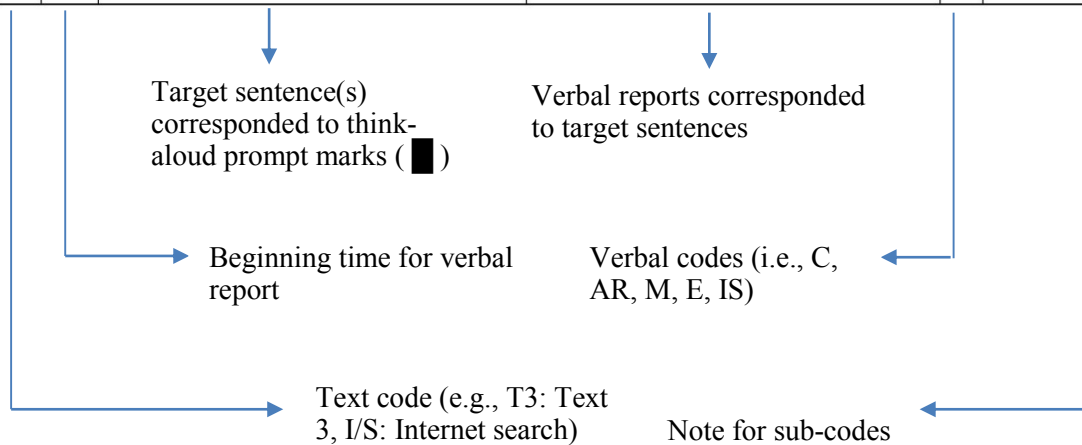 Target sentence(s)
corresponded to think-
aloud prompt marks ( █ )
Verbal reports corresponded
to target sentences
Beginning time for verbal
report
Verbal codes (i.e., C,
AR, M, E, IS)
Text code (e.g., T3: Text
3, I/S: Internet search)
Note for sub-codes